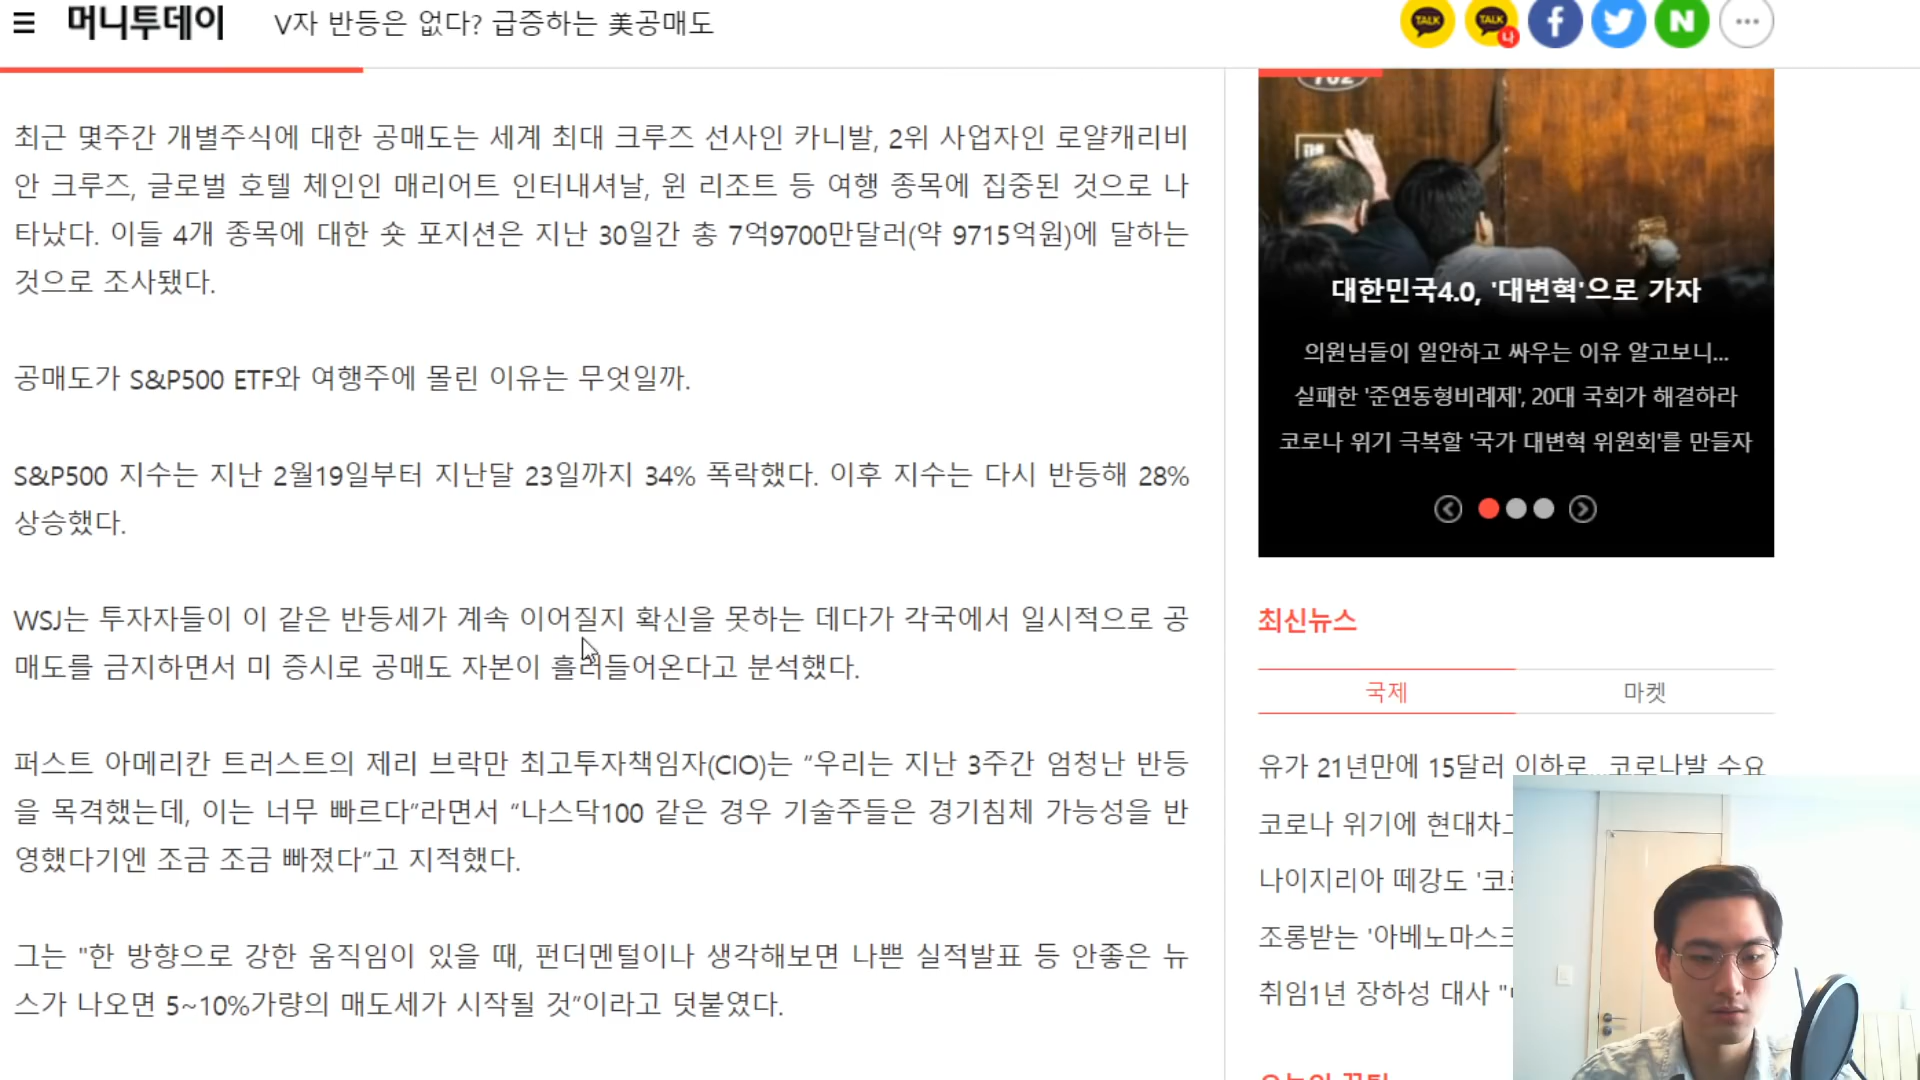 머니투데이
V자 반등은 없다? 급증하는 美공매도
TALK
TALK
나
f
N
최근 몇주간 개별주식에 대한 공매도는 세계 최대 크루즈 선사인 카니발, 2위 사업자인 로얄캐리비
안 크루즈, 글로벌 호텔 체인인 매리어트 인터내셔날, 윈 리조트 등 여행 종목에 집중된 것으로 나
타났다. 이들 4개 종목에 대한 숏 포지션은 지난 30일간 총 7억9700만달러(약 9715억원)에 달하는
것으로 조사됐다.
공매도가 S&P500 ETF와 여행주에 몰린 이유는 무엇일까.
S&P500 지수는 지난 2월19일부터 지난달 23일까지 34% 폭락했다. 이후 지수는 다시 반등해 28%
상승했다.
WSJ는 투자자들이 이 같은 반등세가 계속 이어질지 확신을 못하는 데다가 각국에서 일시적으로 공
매도를 금지하면서 미 증시로 공매도 자본이 흘러들어온다고 분석했다.
퍼스트 아메리칸 트러스트의 제리 브락만 최고투자책임자(CIO)는 “우리는 지난 3주간 엄청난 반등
을 목격했는데, 이는 너무 빠르다”라면서 “나스닥100 같은 경우 기술주들은 경기침체 가능성을 반
영했다기엔 조금 조금 빠졌다”고 지적했다.
그는 "한 방향으로 강한 움직임이 있을 때, 펀더멘털이나 생각해보면 나쁜 실적발표 등 안좋은 뉴
스가 나오면 5~10%가량의 매도세가 시작될 것”이라고 덧붙였다.
702
대한민국4.0, '대변혁'으로 가자
의원님들이 일안하고 싸우는 이유 알고보니...
실패한 '준연동형비례제', 20대 국회가 해결하라
코로나 위기 극복할 '국가 대변혁 위원회'를 만들자
최신뉴스
국제
마켓
유가 21년만에 15달러 이하로...코로나발 수요
코로나 위기에 현대차
나이지리아 떼강도
조롱받는 '아베노마스크
취임1년 장하성 대사